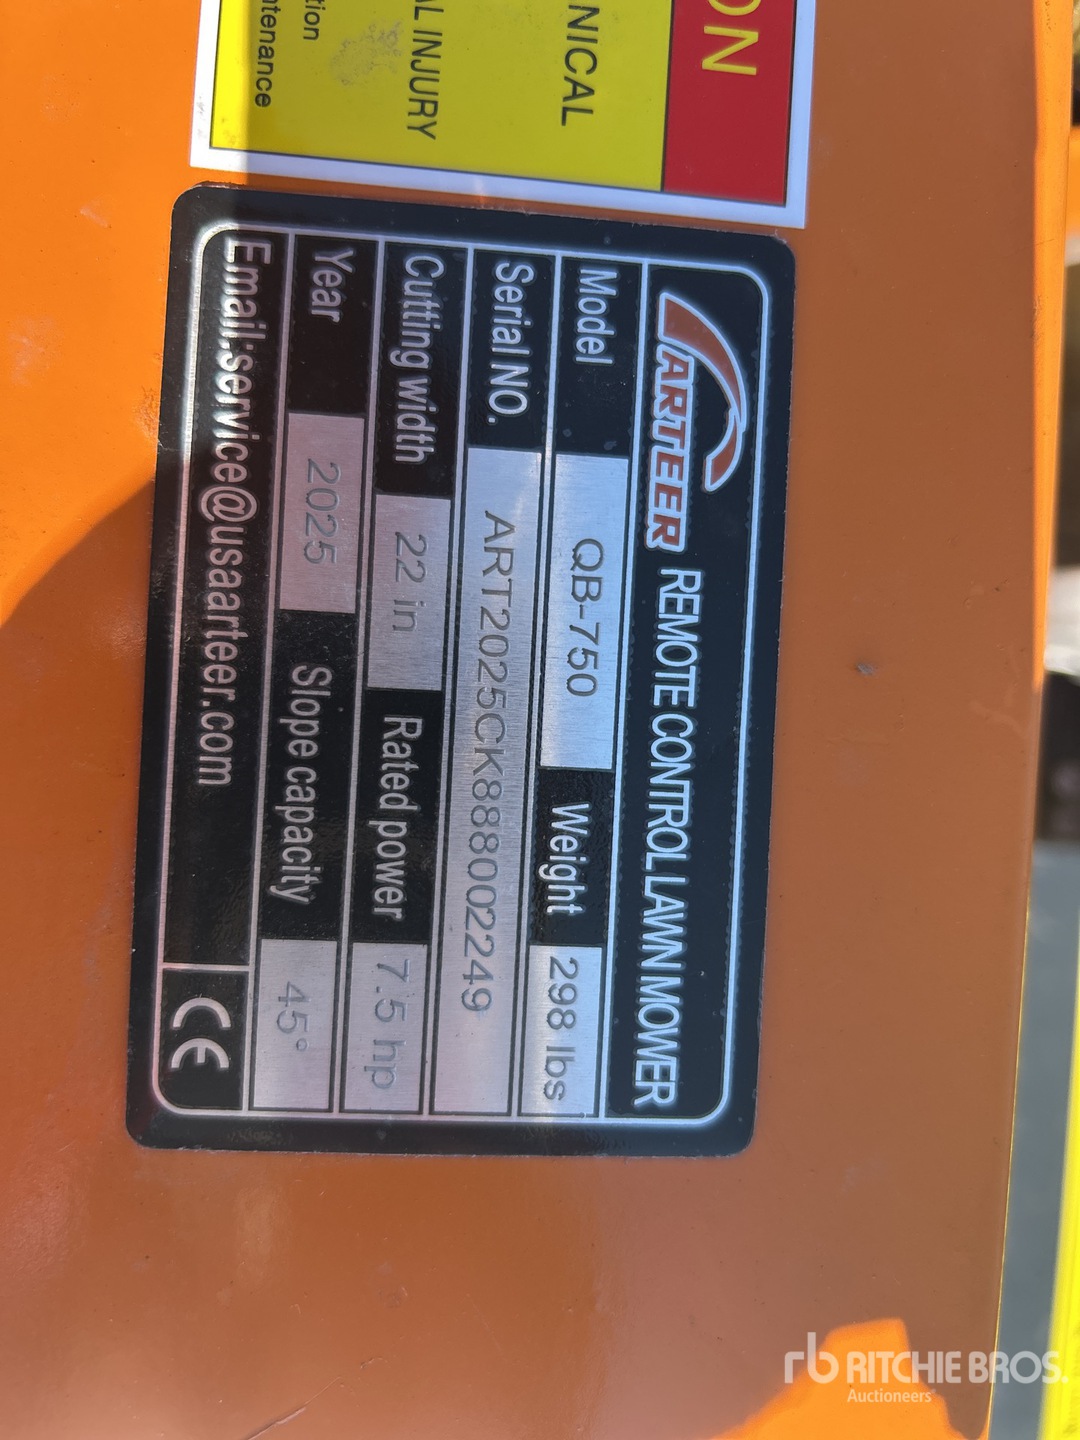 ON
NICAL
AL INJURY
tion
ntenance
ARTEER REMOTE CONTROL LAWN MOWER
Model QB-750 Weight 298 lbs
Serial NO. ART2025CK888002249
Cutting width 22 in Rated power 7.5 hp
Year 2025 Slope capacity 45°
Email:service@usaarteer.com CE
rb RITCHIE BROS.
Auctioneers